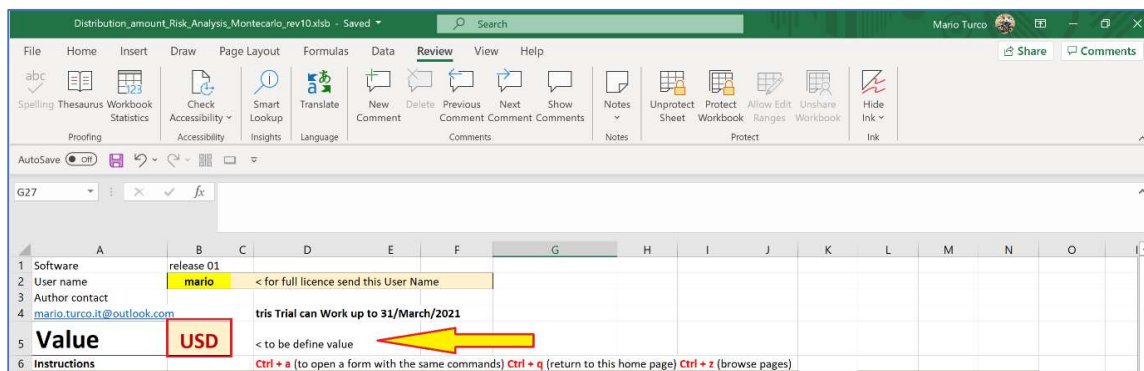 Distribution_amount_Risk_Analysis_Montecarlo_rev10.xlsb - Saved
Search
Mario Turco
File Home Insert Draw Page Layout Formulas Data Review View Help
Share
Comments
abc
Spelling Thesaurus Workbook Statistics
Check Accessibility
Smart Lookup
Translate
New Comment
Delete
Previous Comment
Next Comment
Show Comments
Notes
Unprotect Sheet
Protect Workbook
Allow Edit Ranges
Unshare Workbook
Hide Ink
Proofing Accessibility Insights Language Comments Notes Protect Ink
AutoSave Off
G27 fx
A B C D E F G H I J K L M N O
1 Software release 01
2 User name mario < for full licence send this User Name
3 Author contact
4 mario.turco.it@outlook.com tris Trial can Work up to 31/March/2021
5 Value USD < to be define value
6 Instructions Ctrl + a (to open a form with the same commands) Ctrl + q (return to this home page) Ctrl + z (browse pages)